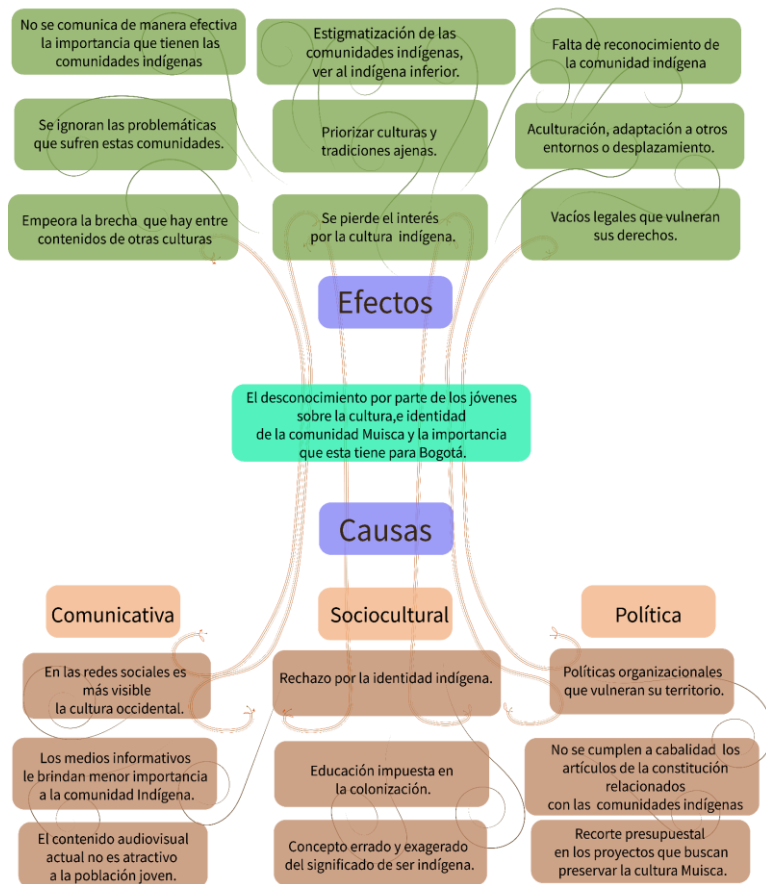 No se comunica de manera efectiva
la importancia que tienen las
comunidades indígenas
Estigmatización de las
comunidades indígenas,
ver al indígena inferior.
Falta de reconocimiento de
la comunidad indígena
Se ignoran las problemáticas
que sufren estas comunidades.
Priorizar culturas y
tradiciones ajenas.
Aculturación, adaptación a otros
entornos o desplazamiento.
Empeora la brecha que hay entre
contenidos de otras culturas
Se pierde el interés
por la cultura indígena.
Vacíos legales que vulneran
sus derechos.
Efectos
El desconocimiento por parte de los jóvenes
sobre la cultura,e identidad
de la comunidad Muisca y la importancia
que esta tiene para Bogotá.
Causas
Comunicativa
Sociocultural
Política
En las redes sociales es
más visible
la cultura occidental.
Rechazo por la identidad indígena.
Políticas organizacionales
que vulneran su territorio.
Los medios informativos
le brindan menor importancia
a la comunidad Indígena.
Educación impuesta en
la colonización.
No se cumplen a cabalidad los
artículos de la constitución
relacionados
con las comunidades indígenas
El contenido audiovisual
actual no es atractivo
a la población joven.
Concepto errado y exagerado
del significado de ser indígena.
Recorte presupuestal
en los proyectos que buscan
preservar la cultura Muisca.